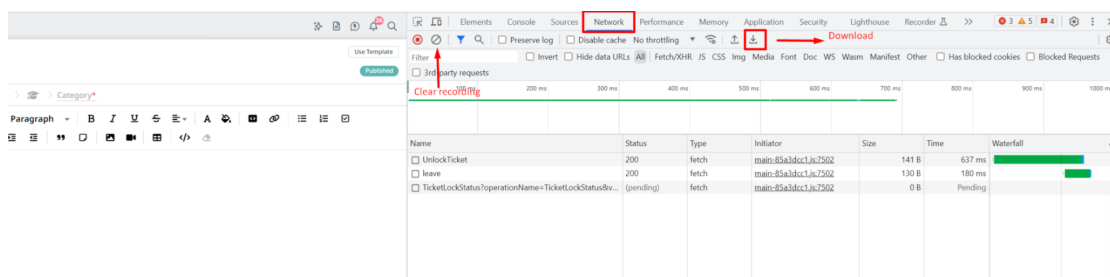 28
Elements Console Sources Network Performance Memory Application Security Lighthouse Recorder >> 3 5 4
Preserve log Disable cache No throttling Download
Use Template
Filter Invert Hide data URLs All Fetch/XHR JS CSS Img Media Font Doc WS Wasm Manifest Other Has blocked cookies Blocked Requests
Published
3rd-party requests
Clear recording
> Category*
100 ms 200 ms 300 ms 400 ms 500 ms 600 ms 700 ms 800 ms 900 ms 1000 m
Paragraph B I U S A
Name Status Type Initiator Size Time Waterfall
UnlockTicket 200 fetch main-85a3dcc1.js:7502 141 B 637 ms
leave 200 fetch main-85a3dcc1.js:7502 130 B 180 ms
TicketLockStatus?operationName=TicketLockStatus&v... (pending) fetch main-85a3dcc1.js:7502 0 B Pending